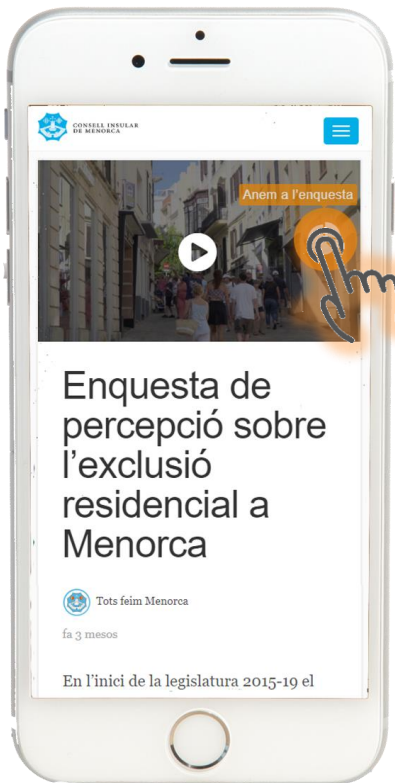 CONSELL INSULAR
DE MENORCA
Anem a l'enquesta
Enquesta de
percepció sobre
l'exclusió
residencial a
Menorca
Tots feim Menorca
fa 3 mesos
En l'inici de la legislatura 2015-19 el